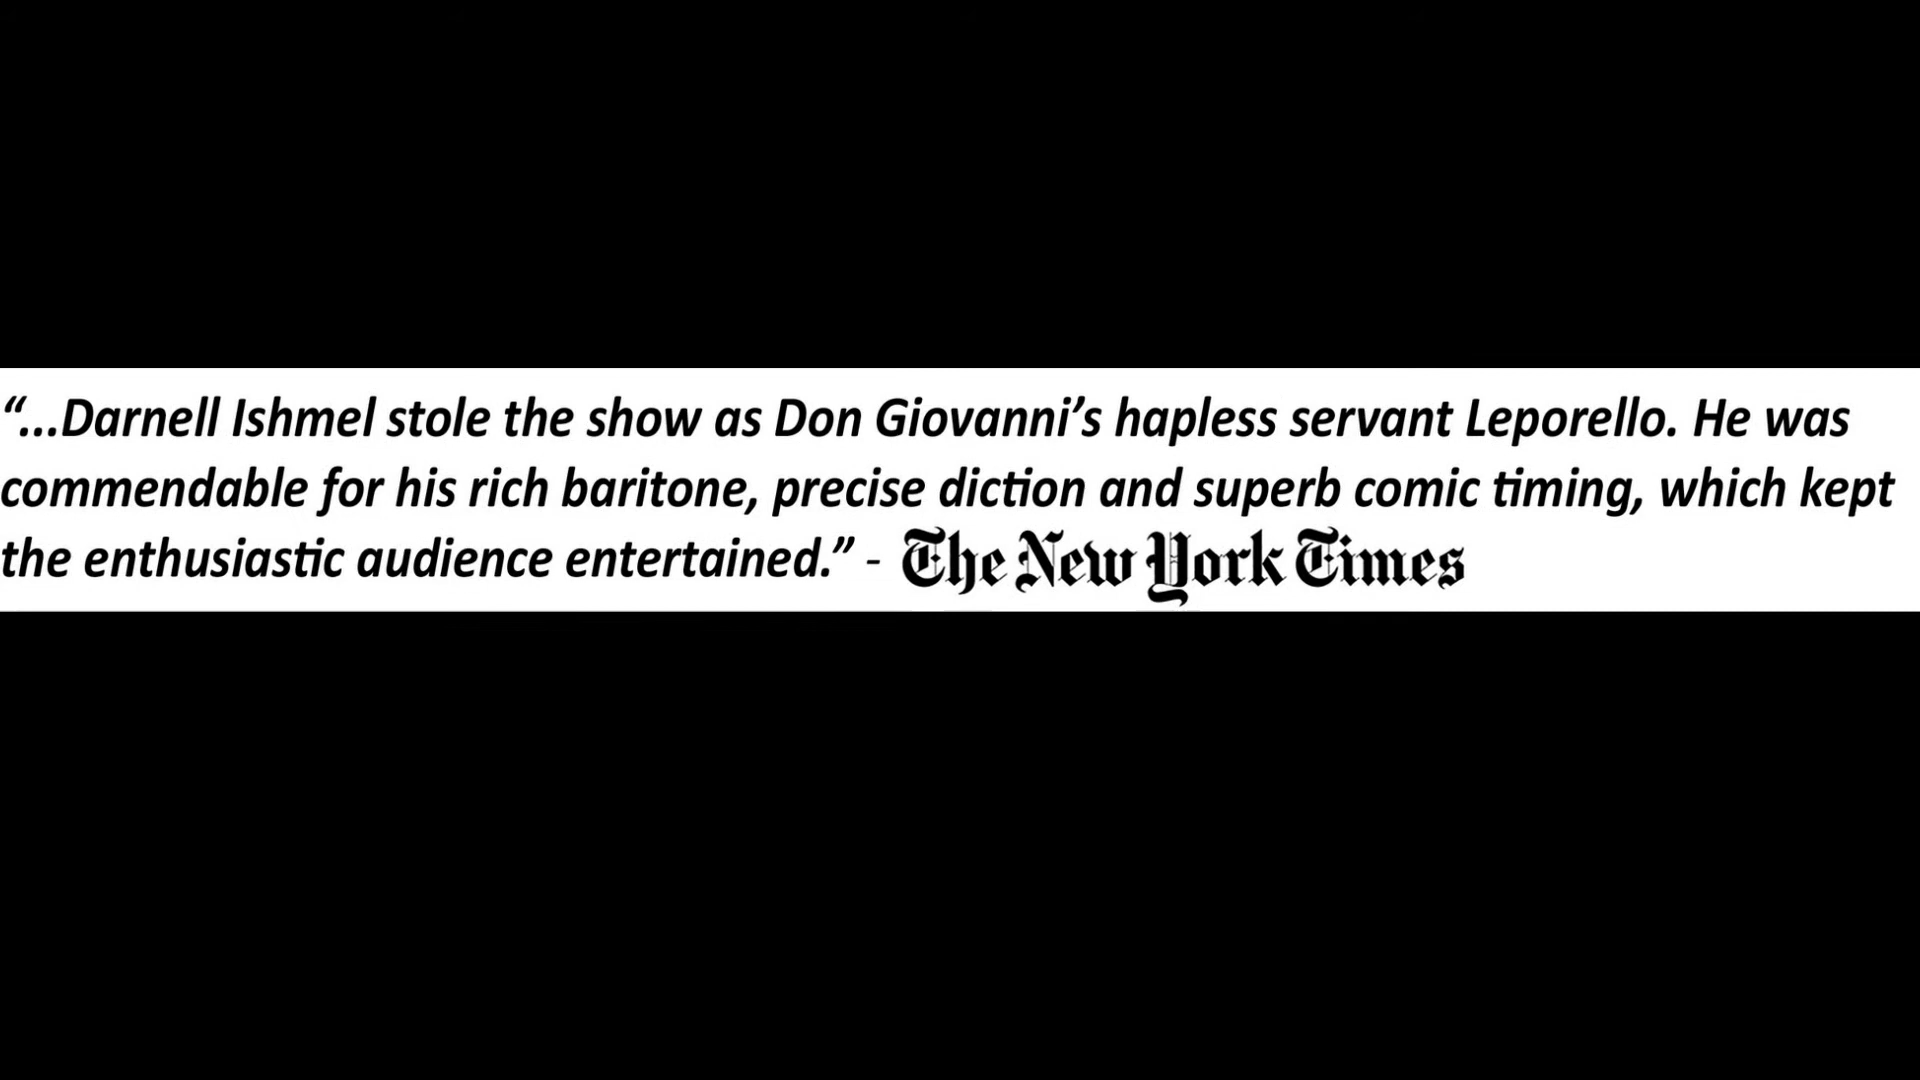 “...Darnell Ishmel stole the show as Don Giovanni’s hapless servant Leporello. He was
commendable for his rich baritone, precise diction and superb comic timing, which kept
the enthusiastic audience entertained.” - The New York Times